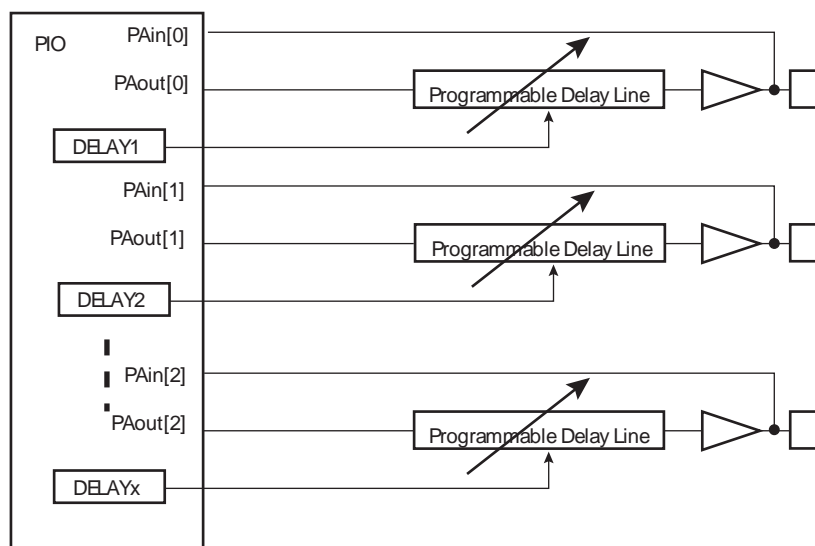 PIO
PAin[0]
PAout[0]
Programmable Delay Line
DELAY1
PAin[1]
PAout[1]
Programmable Delay Line
DELAY2
PAin[2]
PAout[2]
Programmable Delay Line
DELAYx